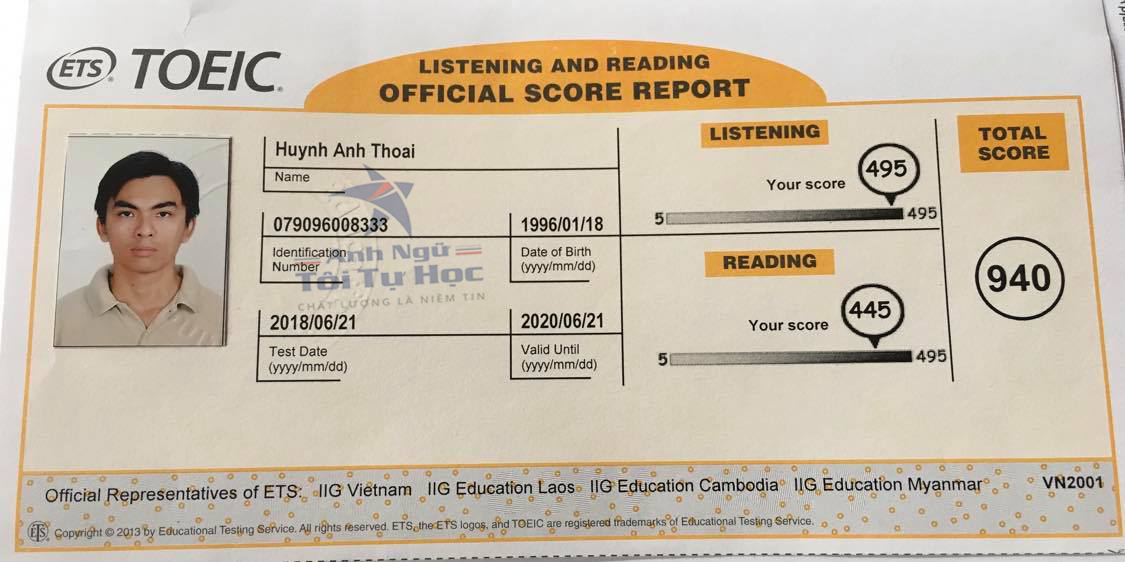 ETS TOEIC
LISTENING AND READING
OFFICIAL SCORE REPORT
Huynh Anh Thoai
Name
079096008333
Identification
Number
1996/01/18
Date of Birth
(yyyy/mm/dd)
Anh Ngữ
Tôi Tự Học
CHẤT LƯỢNG LÀ NIỀM TIN
2018/06/21
Test Date
(yyyy/mm/dd)
2020/06/21
Valid Until
(yyyy/mm/dd)
LISTENING
Your score 495
5 495
READING
Your score 445
5 495
TOTAL
SCORE
940
Official Representatives of ETS: IIG Vietnam IIG Education Laos IIG Education Cambodia IIG Education Myanmar VN2001
ETS Copyright © 2013 by Educational Testing Service. All rights reserved. ETS, the ETS logos, and TOEIC are registered trademarks of Educational Testing Service.